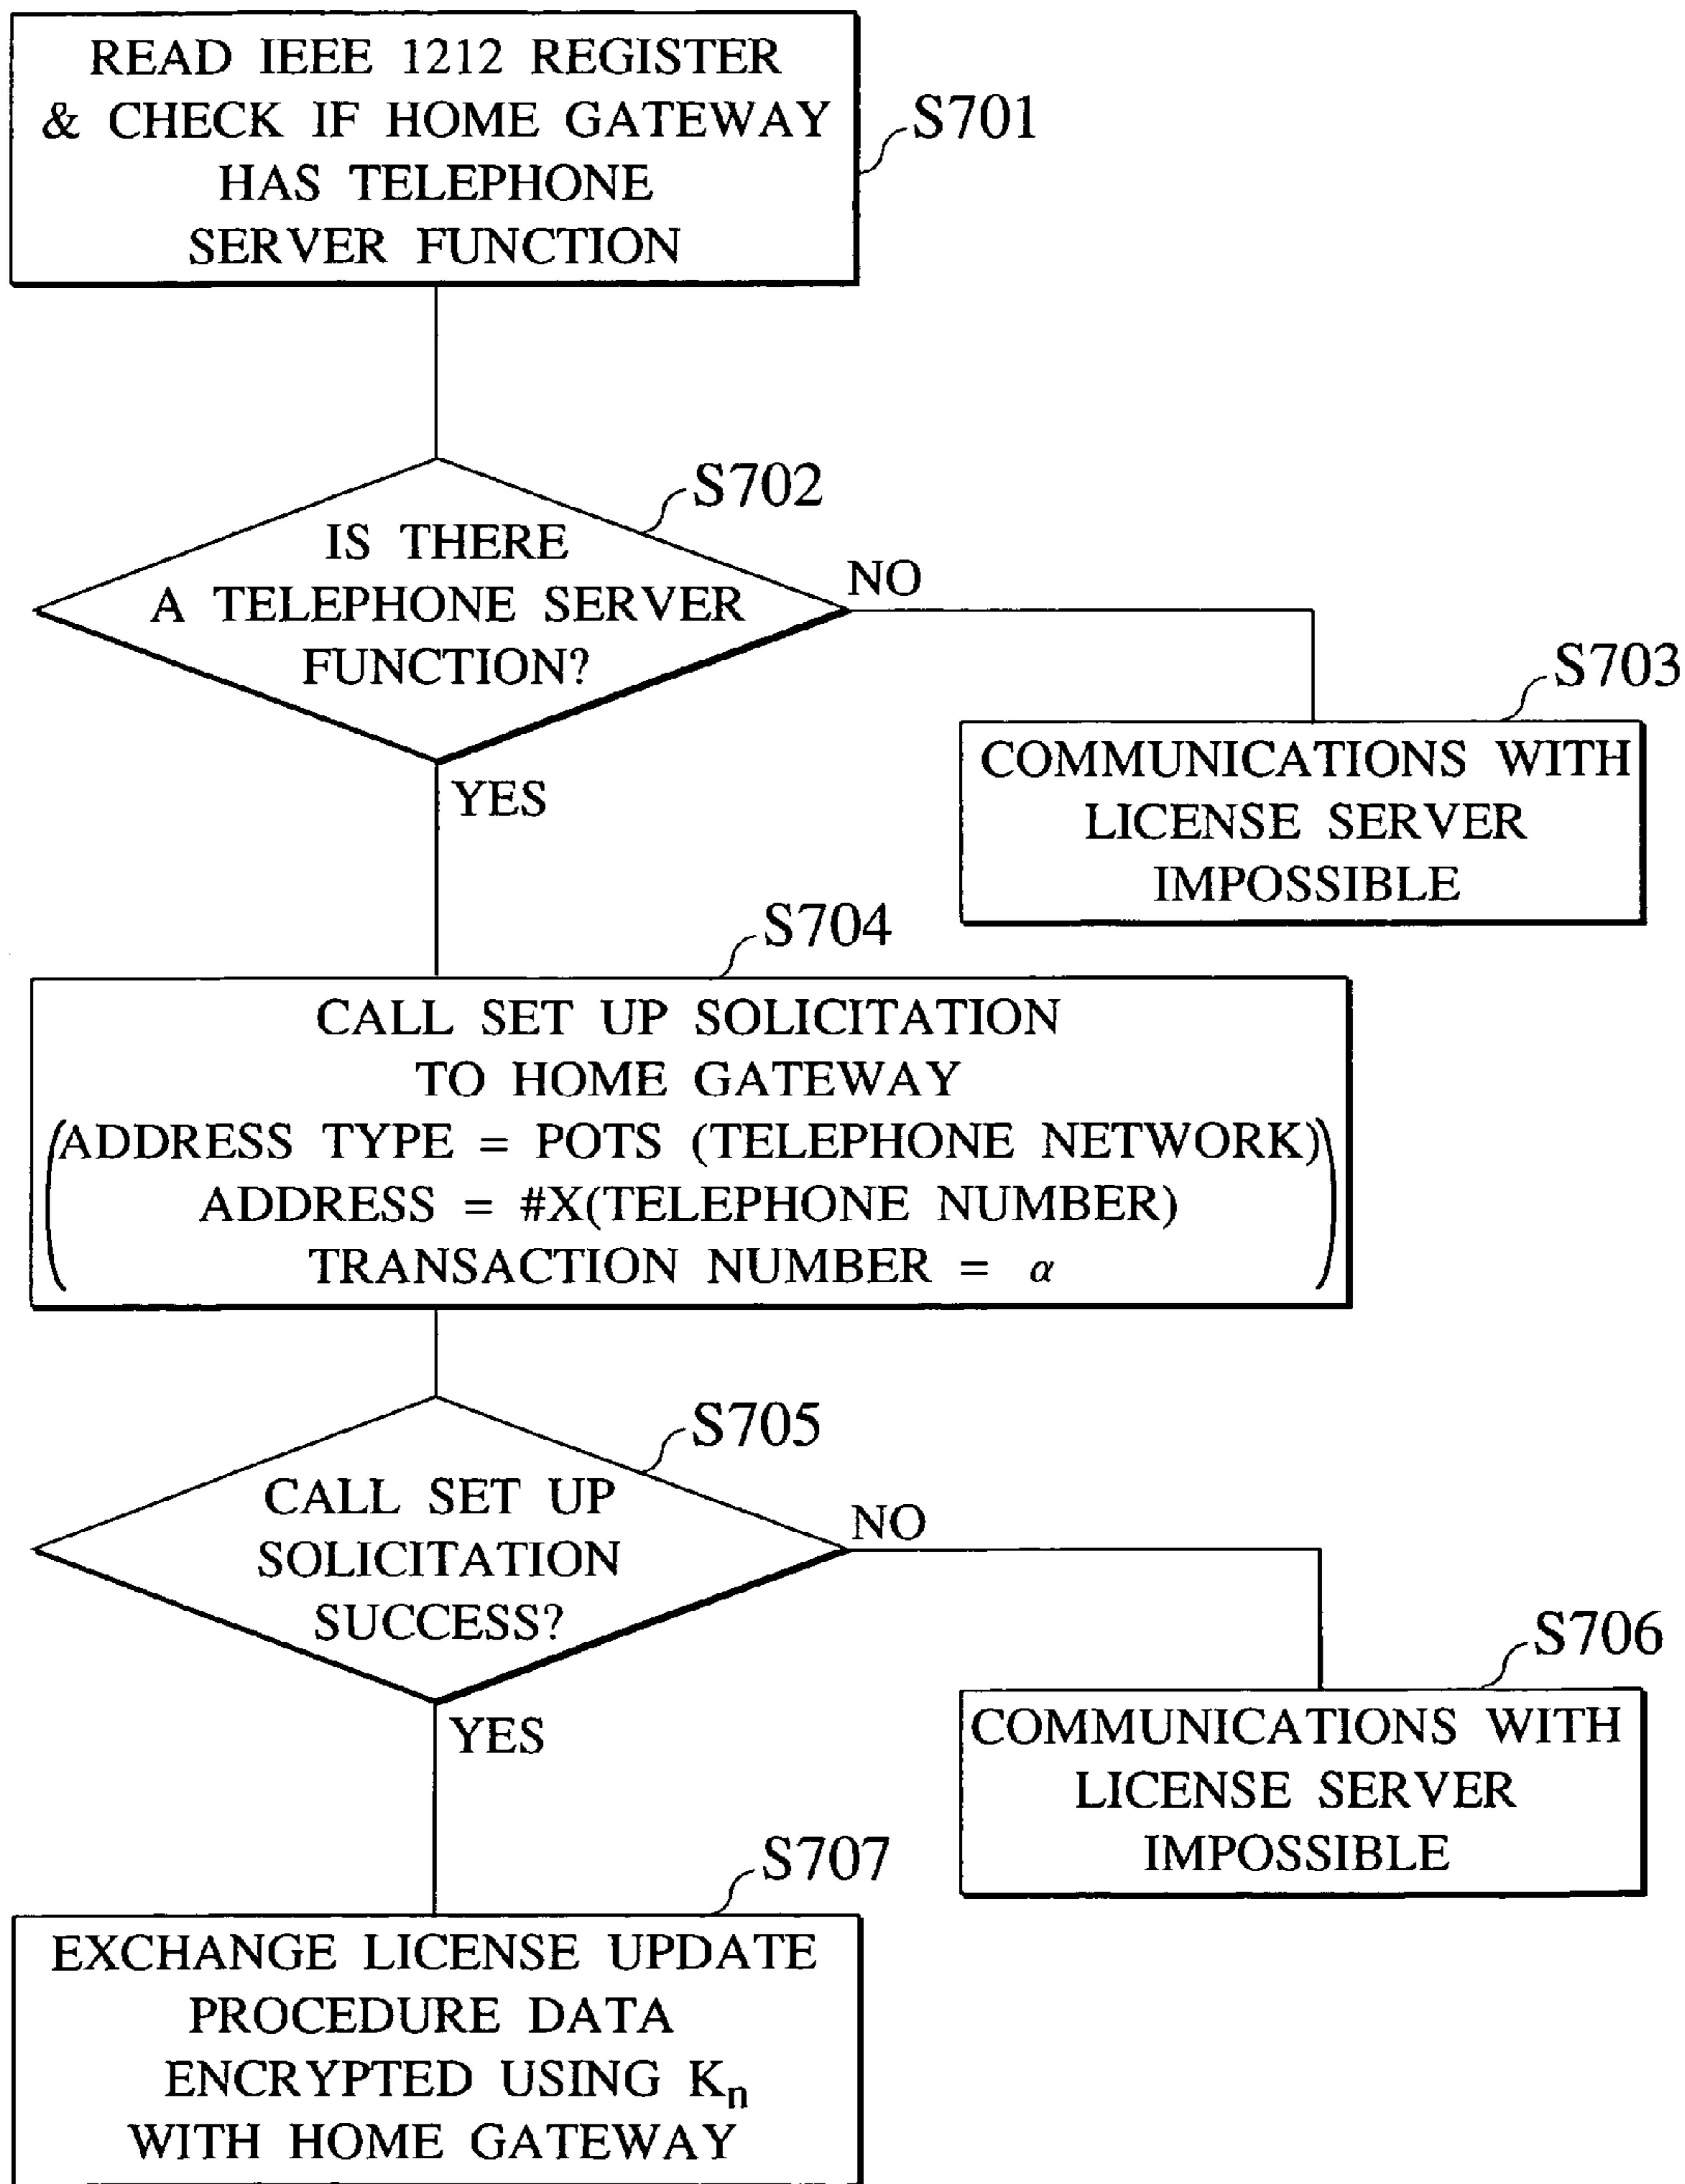 READ IEEE 1212 REGISTER
& CHECK IF HOME GATEWAY
HAS TELEPHONE
SERVER FUNCTION
S701
S702
IS THERE
A TELEPHONE SERVER
FUNCTION?
NO
YES
S703
COMMUNICATIONS WITH
LICENSE SERVER
IMPOSSIBLE
S704
CALL SET UP SOLICITATION
TO HOME GATEWAY
(ADDRESS TYPE = POTS (TELEPHONE NETWORK)
ADDRESS = #X(TELEPHONE NUMBER)
TRANSACTION NUMBER = α)
S705
CALL SET UP
SOLICITATION
SUCCESS?
NO
YES
S706
COMMUNICATIONS WITH
LICENSE SERVER
IMPOSSIBLE
S707
EXCHANGE LICENSE UPDATE
PROCEDURE DATA
ENCRYPTED USING Kn
WITH HOME GATEWAY